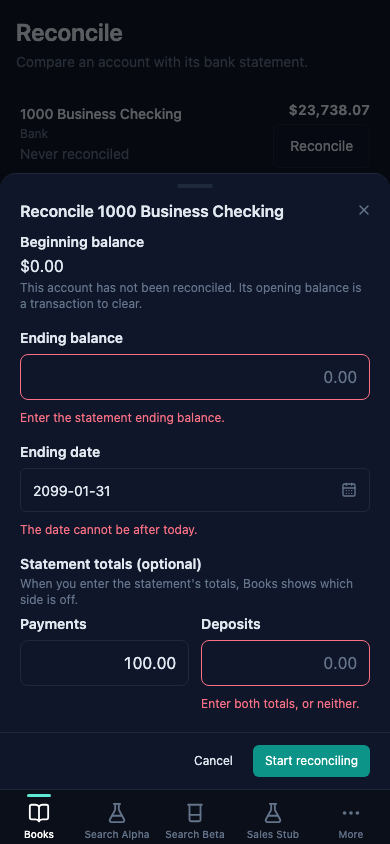 Reconcile
Compare an account with its bank statement.
1000 Business Checking
$23,738.07
Bank
Never reconciled
Reconcile
Reconcile 1000 Business Checking
Beginning balance
$0.00
This account has not been reconciled. Its opening balance is
a transaction to clear.
Ending balance
0.00
Enter the statement ending balance.
Ending date
2099-01-31
The date cannot be after today.
Statement totals (optional)
When you enter the statement's totals, Books shows which
side is off.
Payments
Deposits
100.00
0.00
Enter both totals, or neither.
Cancel
Start reconciling
Books
Search Alpha
Search Beta
Sales Stub
More